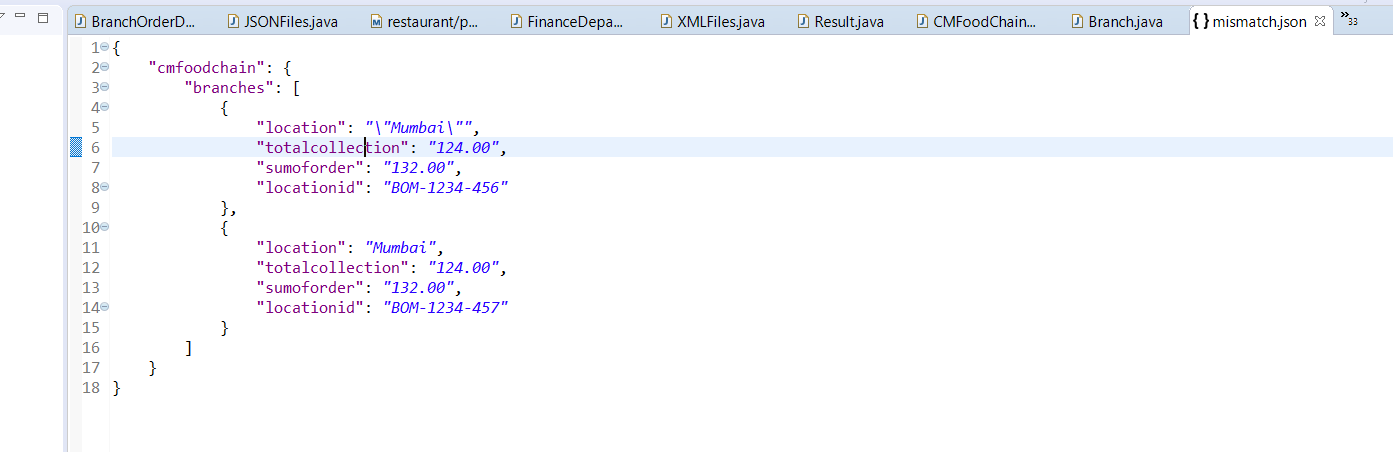 BranchOrderD... JSONFiles.java restaurant/p... FinanceDepa... XMLFiles.java Result.java CMFoodChain... Branch.java { } mismatch.json » 33
1 {
2 "cmfoodchain": {
3 "branches": [
4 {
5 "location": "\"Mumbai\"",
6 "totalcollection": "124.00",
7 "sumoforder": "132.00",
8 "locationid": "BOM-1234-456"
9 },
10 {
11 "location": "Mumbai",
12 "totalcollection": "124.00",
13 "sumoforder": "132.00",
14 "locationid": "BOM-1234-457"
15 }
16 ]
17 }
18 }